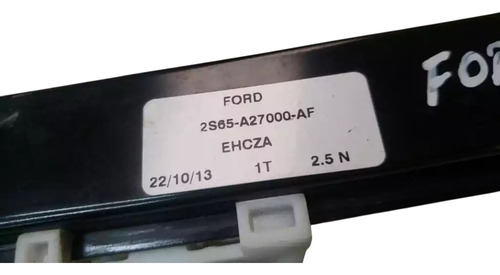 FORD
2S65-A27000-AF
EHCZA
22/10/13 1T 2.5 N